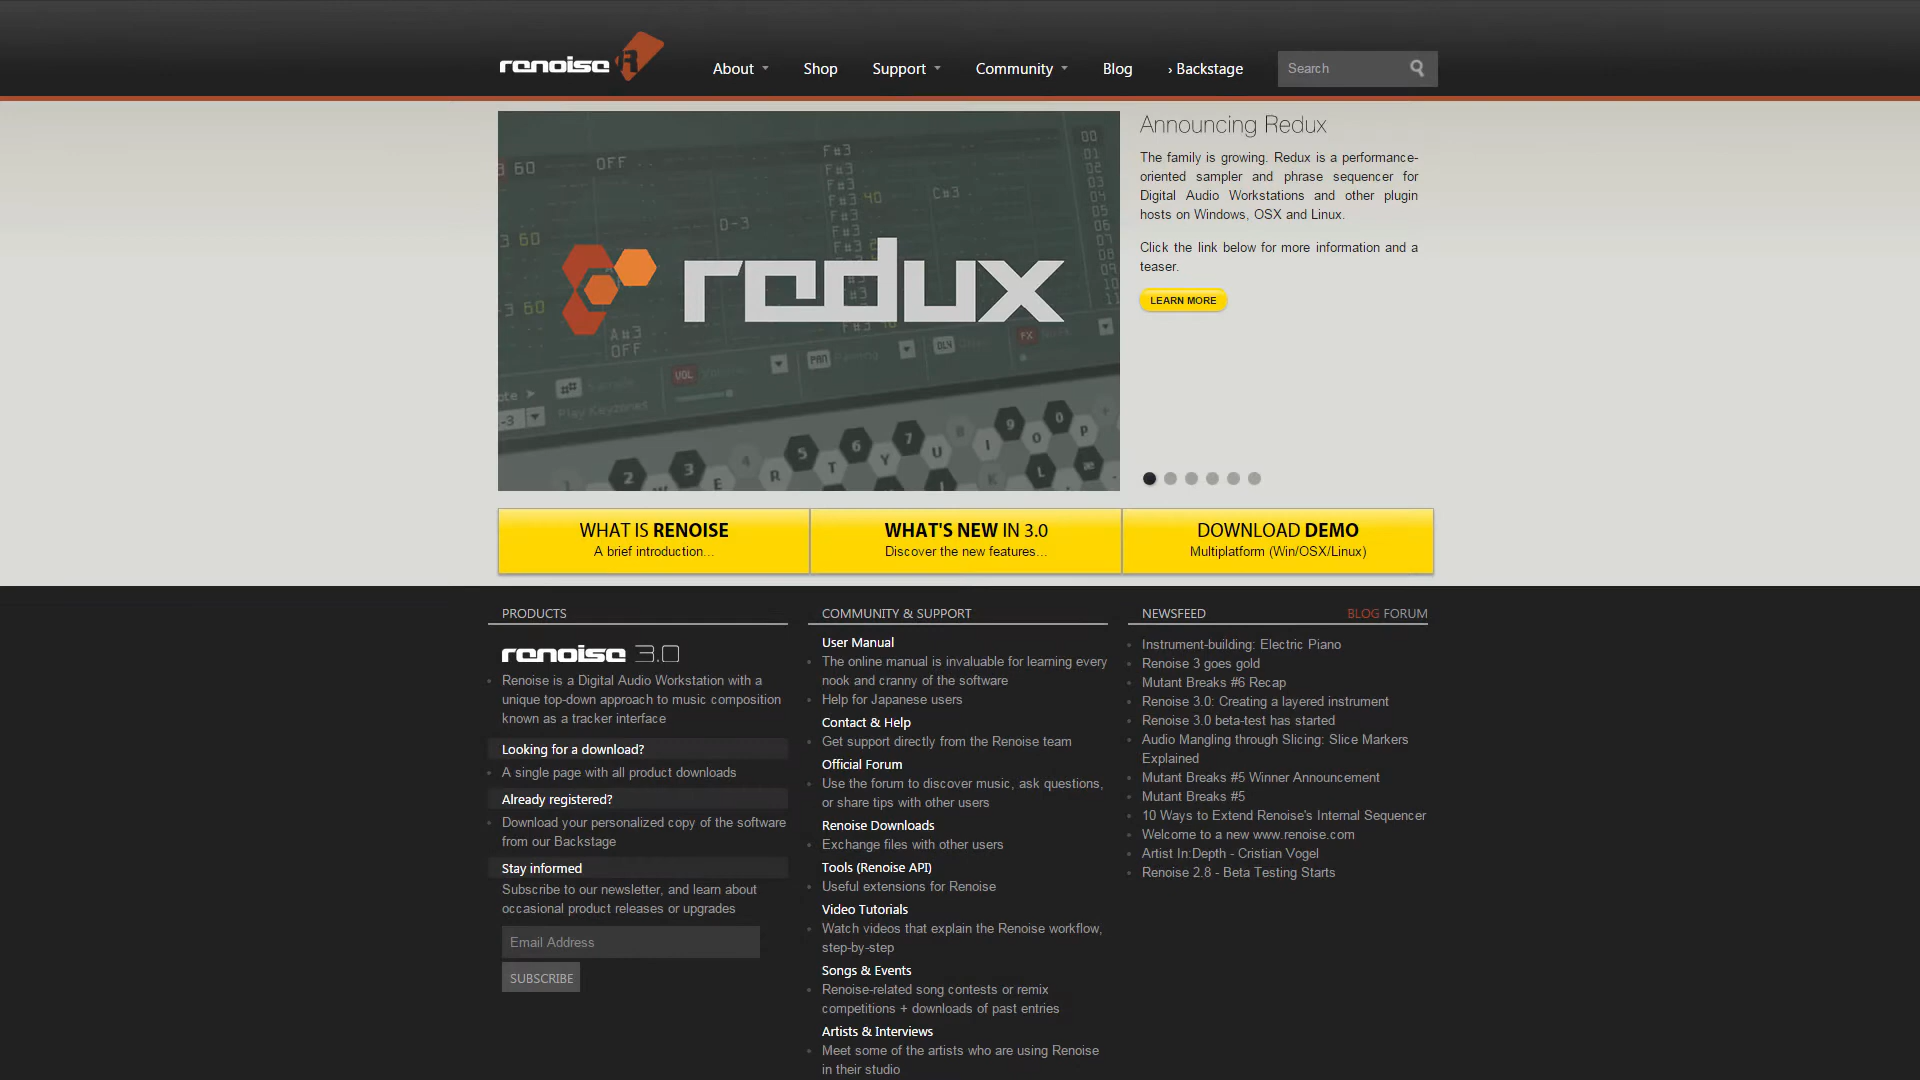 renoise
About
Shop
Support
Community
Blog
› Backstage
Search
redux
Announcing Redux
The family is growing. Redux is a performance-
oriented sampler and phrase sequencer for
Digital Audio Workstations and other plugin
hosts on Windows, OSX and Linux.
Click the link below for more information and a
teaser.
LEARN MORE
WHAT IS RENOISE
A brief introduction...
WHAT'S NEW IN 3.0
Discover the new features...
DOWNLOAD DEMO
Multiplatform (Win/OSX/Linux)
PRODUCTS
renoise 3.0
Renoise is a Digital Audio Workstation with a
unique top-down approach to music composition
known as a tracker interface
Looking for a download?
A single page with all product downloads
Already registered?
Download your personalized copy of the software
from our Backstage
Stay informed
Subscribe to our newsletter, and learn about
occasional product releases or upgrades
Email Address
SUBSCRIBE
COMMUNITY & SUPPORT
User Manual
The online manual is invaluable for learning every
nook and cranny of the software
Help for Japanese users
Contact & Help
Get support directly from the Renoise team
Official Forum
Use the forum to discover music, ask questions,
or share tips with other users
Renoise Downloads
Exchange files with other users
Tools (Renoise API)
Useful extensions for Renoise
Video Tutorials
Watch videos that explain the Renoise workflow,
step-by-step
Songs & Events
Renoise-related song contests or remix
competitions + downloads of past entries
Artists & Interviews
Meet some of the artists who are using Renoise
in their studio
NEWSFEED
BLOG FORUM
Instrument-building: Electric Piano
Renoise 3 goes gold
Mutant Breaks #6 Recap
Renoise 3.0: Creating a layered instrument
Renoise 3.0 beta-test has started
Audio Mangling through Slicing: Slice Markers
Explained
Mutant Breaks #5 Winner Announcement
Mutant Breaks #5
10 Ways to Extend Renoise's Internal Sequencer
Welcome to a new www.renoise.com
Artist In:Depth - Cristian Vogel
Renoise 2.8 - Beta Testing Starts